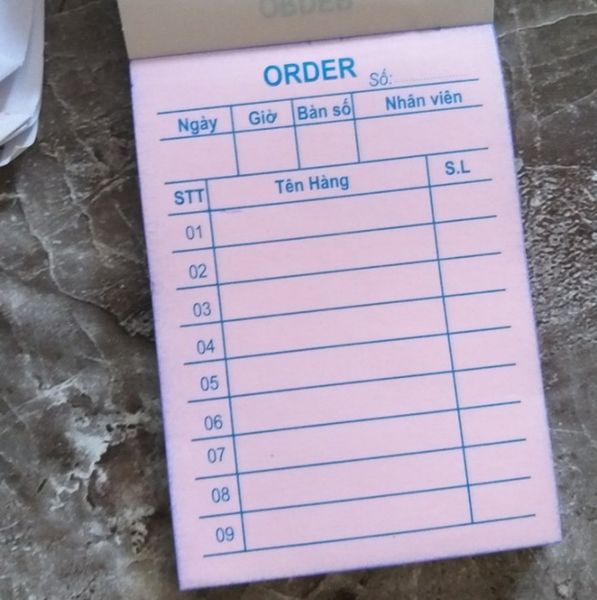 ORDER
ORDER
Số:
Ngày Giờ Bàn số Nhân viên
STT Tên Hàng S.L
01
02
03
04
05
06
07
08
09